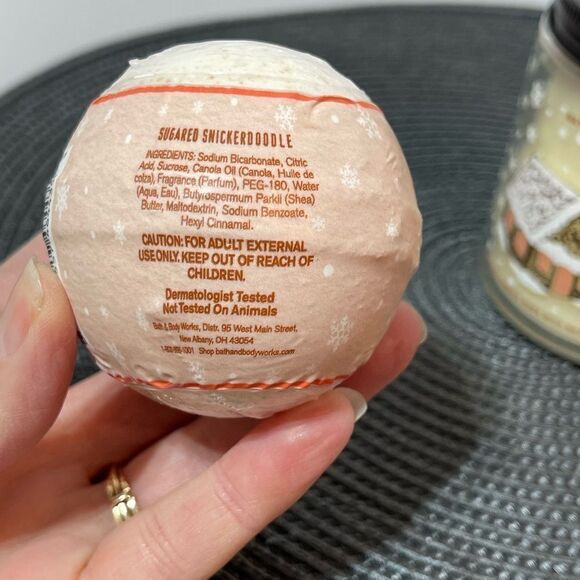 SUGARED SNICKERDOODLE
INGREDIENTS: Sodium Bicarbonate, Citric
Acid, Sucrose, Canola Oil (Canola, Huile de
colza), Fragrance (Parfum), PEG-180, Water
(Aqua, Eau), Butyrospermum Parkii (Shea)
Butter, Maltodextrin, Sodium Benzoate,
Hexyl Cinnamal.
CAUTION: FOR ADULT EXTERNAL
USE ONLY. KEEP OUT OF REACH OF
CHILDREN.
Dermatologist Tested
Not Tested On Animals
Bath & Body Works, Distr. 95 West Main Street,
New Albany, OH 43054
Shop bathandbodyworks.com